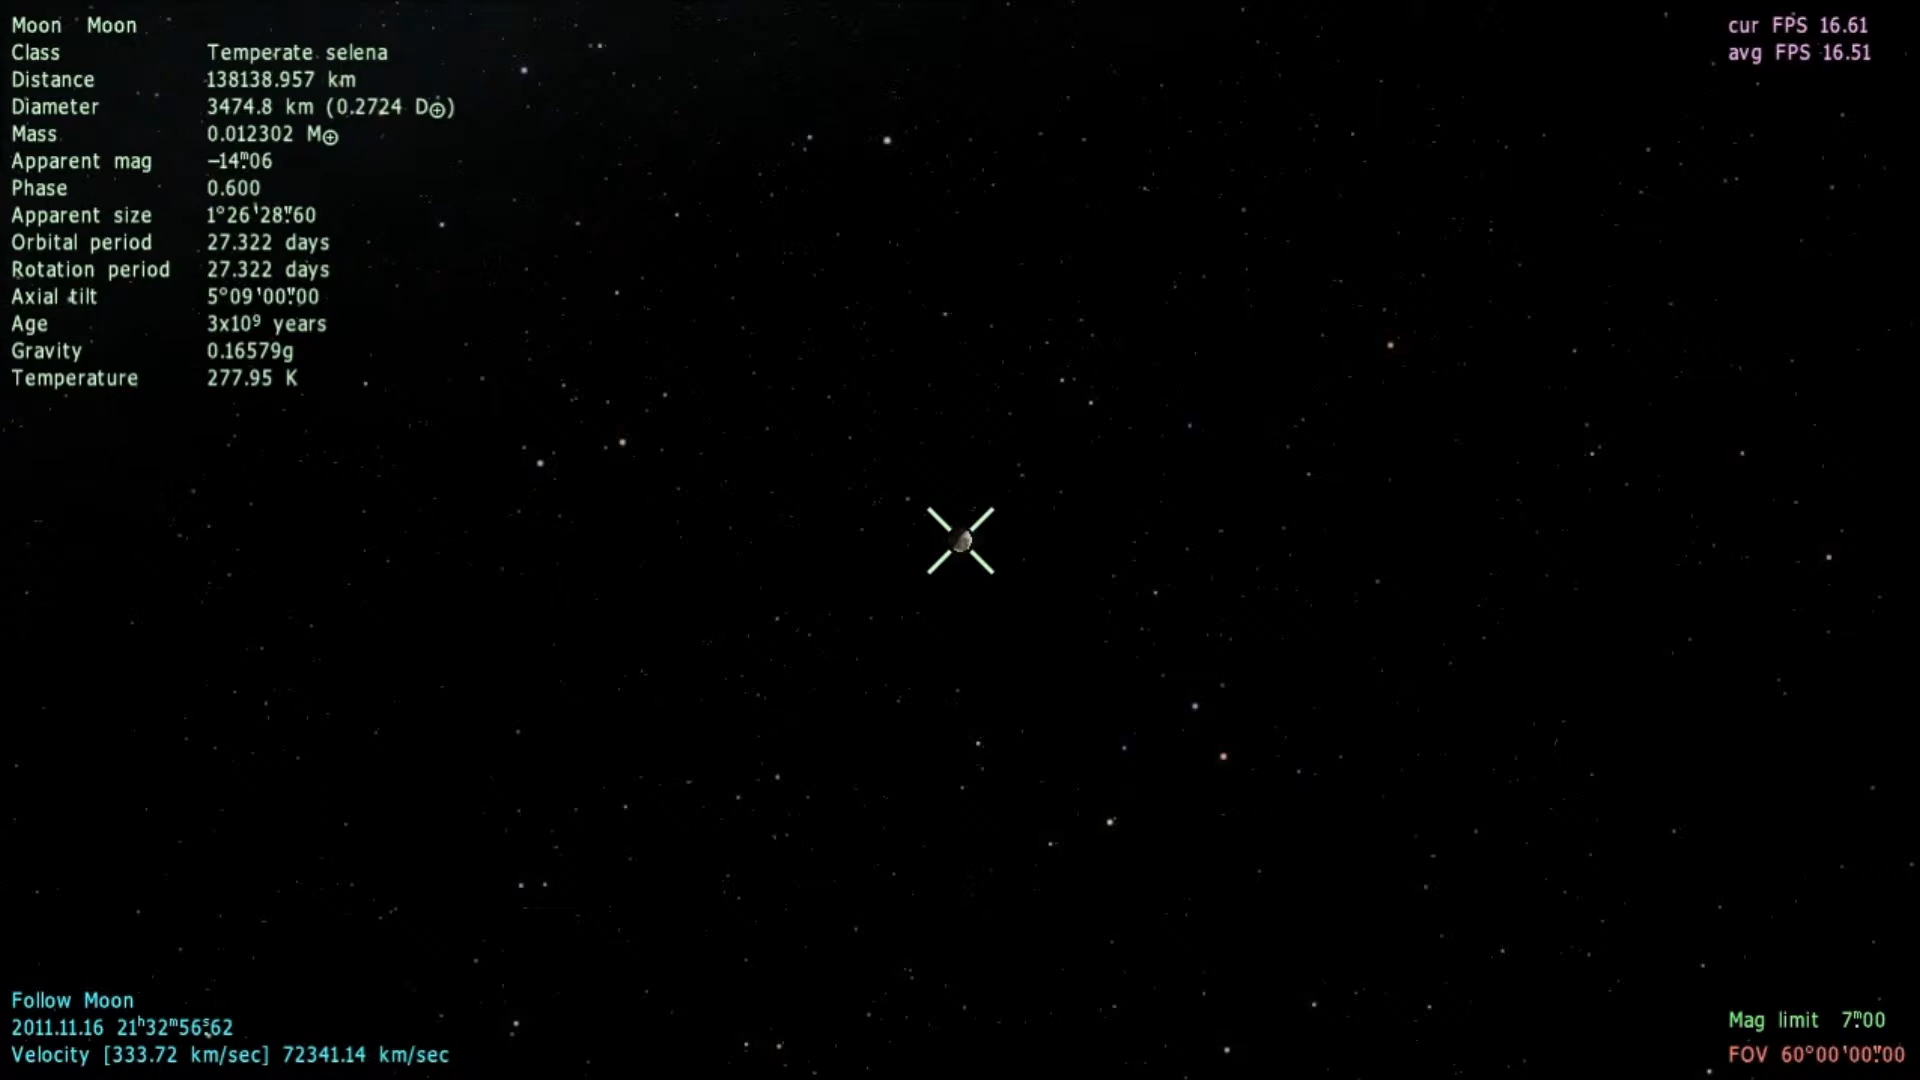 Moon Moon
Class Temperate selena
Distance 138138.957 km
Diameter 3474.8 km (0.2724 D⊕)
Mass 0.012302 M⊕
Apparent mag −14ᵐ.06
Phase 0.600
Apparent size 1°26'28".60
Orbital period 27.322 days
Rotation period 27.322 days
Axial tilt 5°09'00".00
Age 3x10⁹ years
Gravity 0.16579g
Temperature 277.95 K
cur FPS 16.61
avg FPS 16.51
Follow Moon
2011.11.16 21ʰ32ᵐ56ˢ.62
Velocity [333.72 km/sec] 72341.14 km/sec
Mag limit 7ᵐ.00
FOV 60°00'00".00